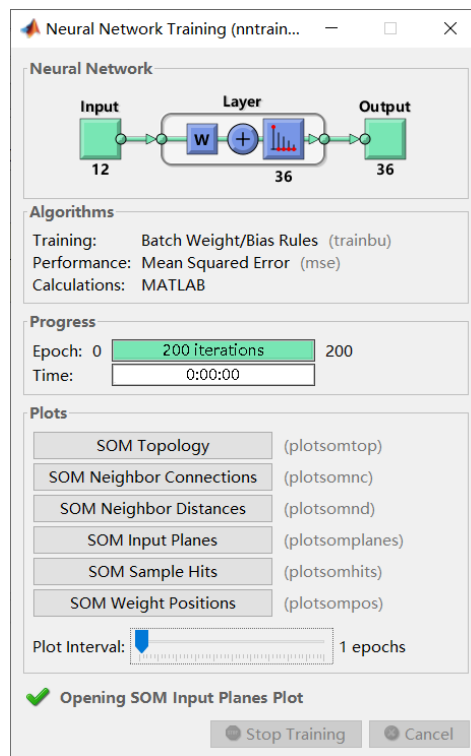 Neural Network Training (nntrain...
Neural Network
Input
Layer
Output
W
12
36
36
Algorithms
Training: Batch Weight/Bias Rules (trainbu)
Performance: Mean Squared Error (mse)
Calculations: MATLAB
Progress
Epoch: 0 200 iterations 200
Time: 0:00:00
Plots
SOM Topology (plotsomtop)
SOM Neighbor Connections (plotsomnc)
SOM Neighbor Distances (plotsomnd)
SOM Input Planes (plotsomplanes)
SOM Sample Hits (plotsomhits)
SOM Weight Positions (plotsompos)
Plot Interval: 1 epochs
Opening SOM Input Planes Plot
Stop Training Cancel